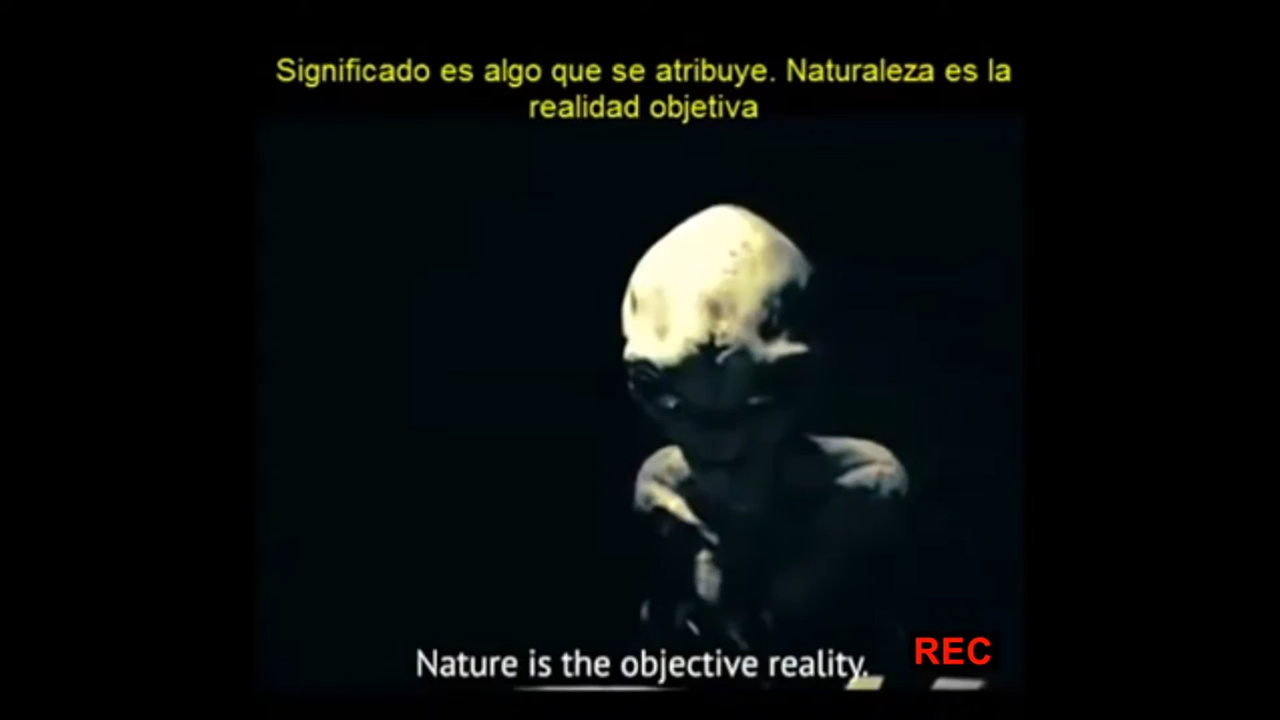 Significado es algo que se atribuye. Naturaleza es la
realidad objetiva
Nature is the objective reality.
REC